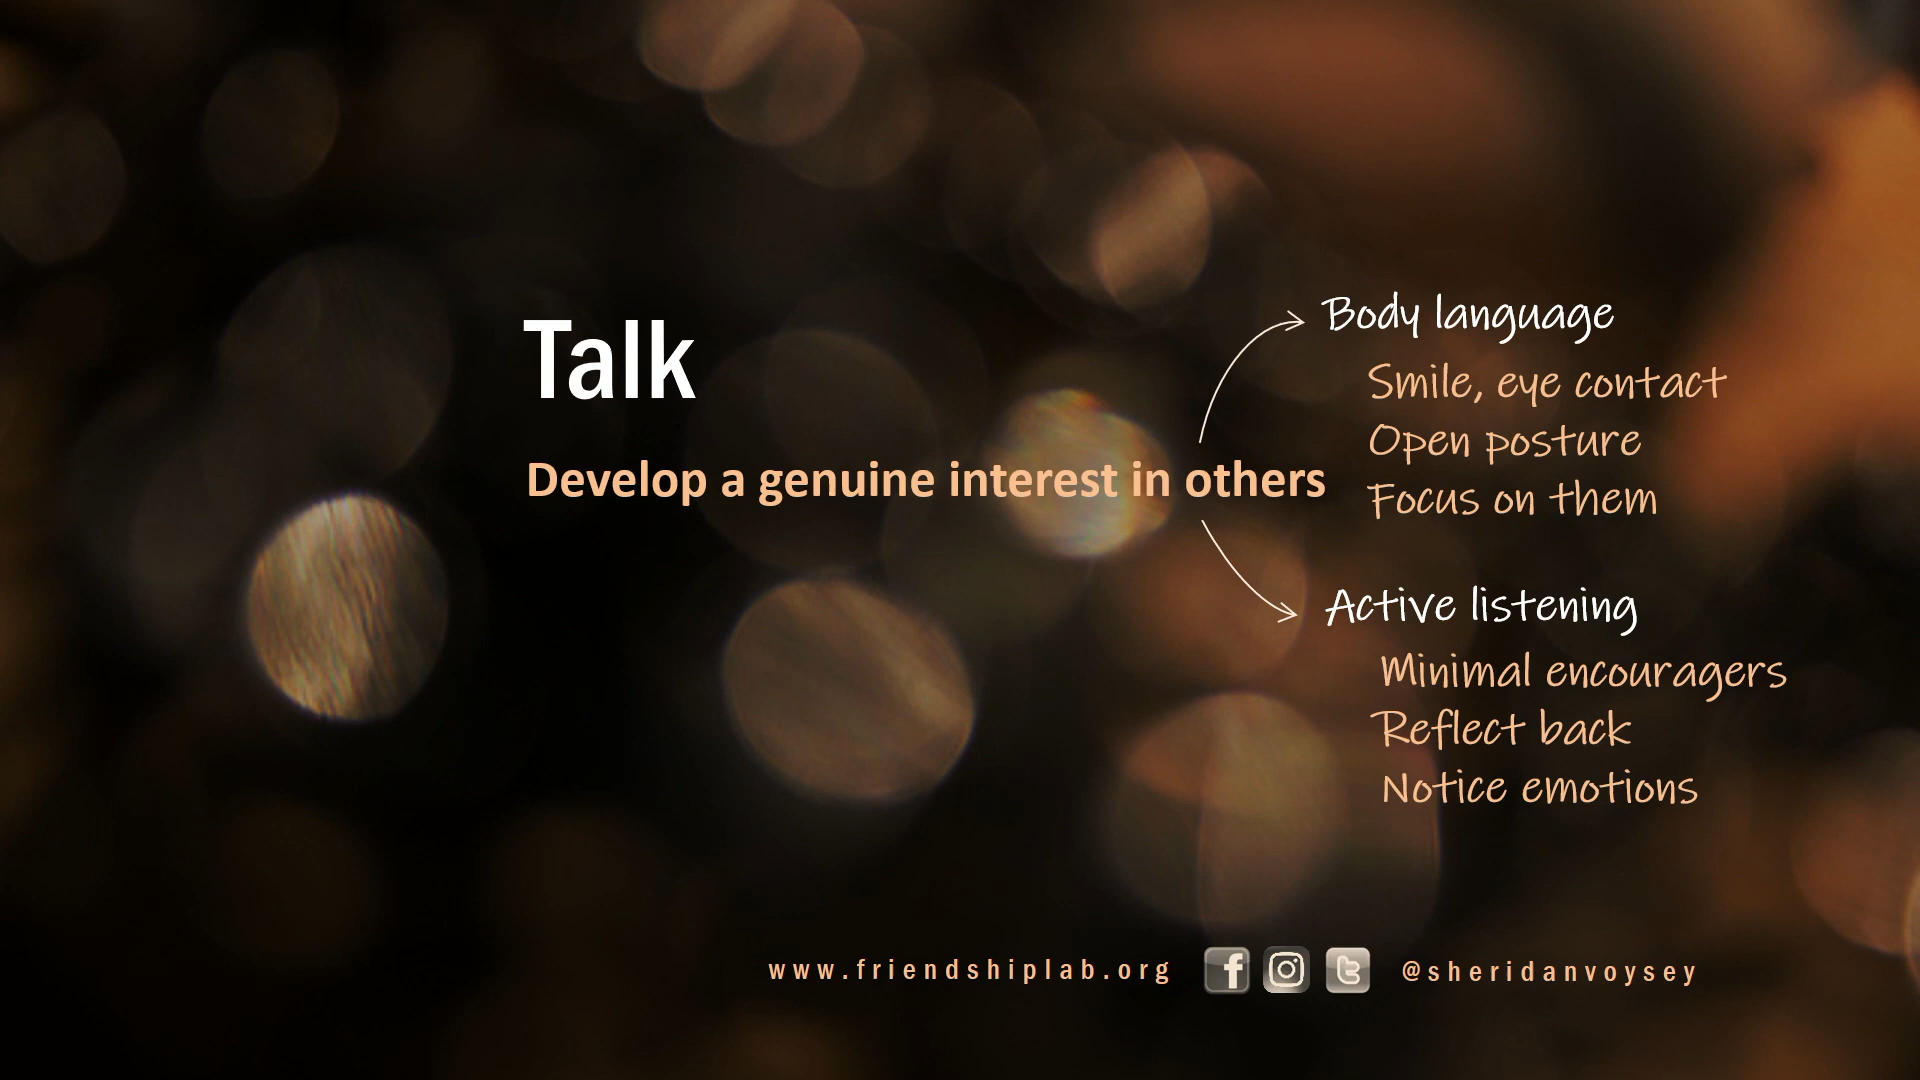 Talk
Develop a genuine interest in others
Body language
Smile, eye contact
Open posture
Focus on them
Active listening
Minimal encouragers
Reflect back
Notice emotions
www.friendshiplab.org
@sheridanvoysey